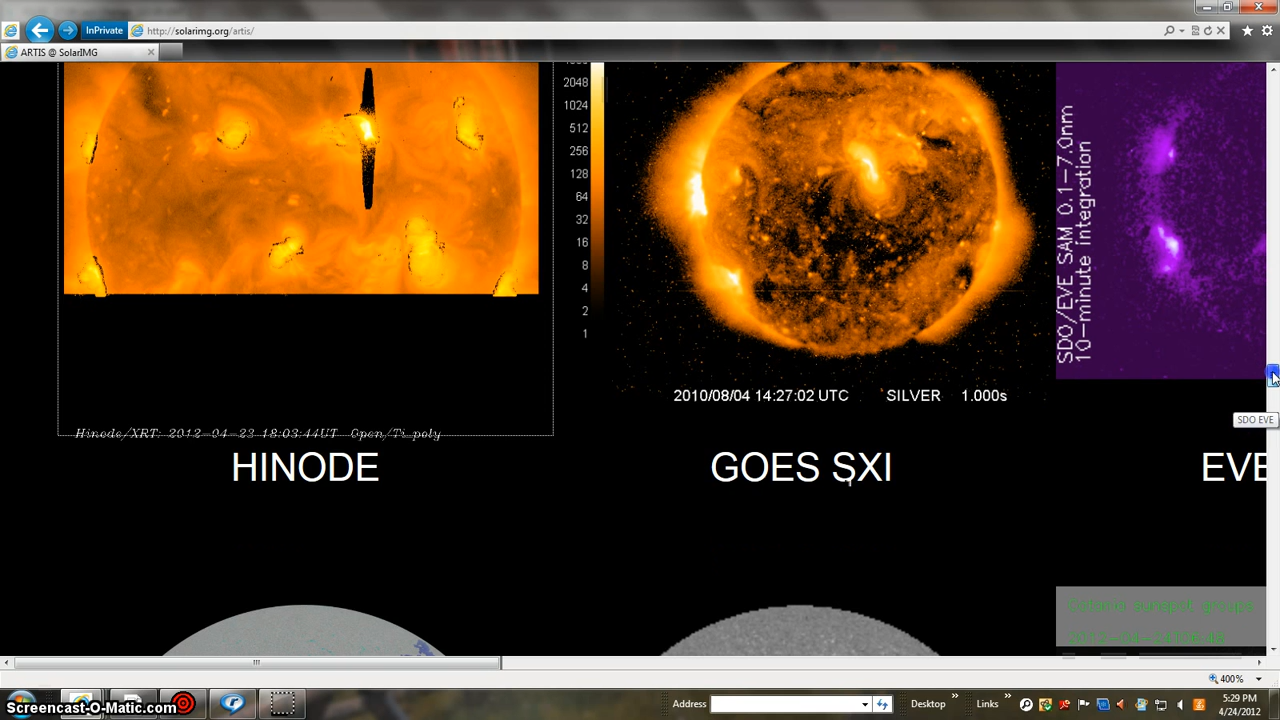 InPrivate
http://solarimg.org/artis/
ARTIS @ SolarIMG
2048
1024
512
256
128
64
32
16
8
4
2
1
SDO/EVE SAM 0.1-7.0nm
10-minute integration
2010/08/04 14:27:02 UTC SILVER 1.000s
SDO EVE
Hinode/XRT: 2012-04-23 18:03:44UT Open/Ti_poly
HINODE
GOES SXI
EVE
sunspot groups
400%
Address
Desktop
Links
5:29 PM
4/24/2012
Screencast-O-Matic.com